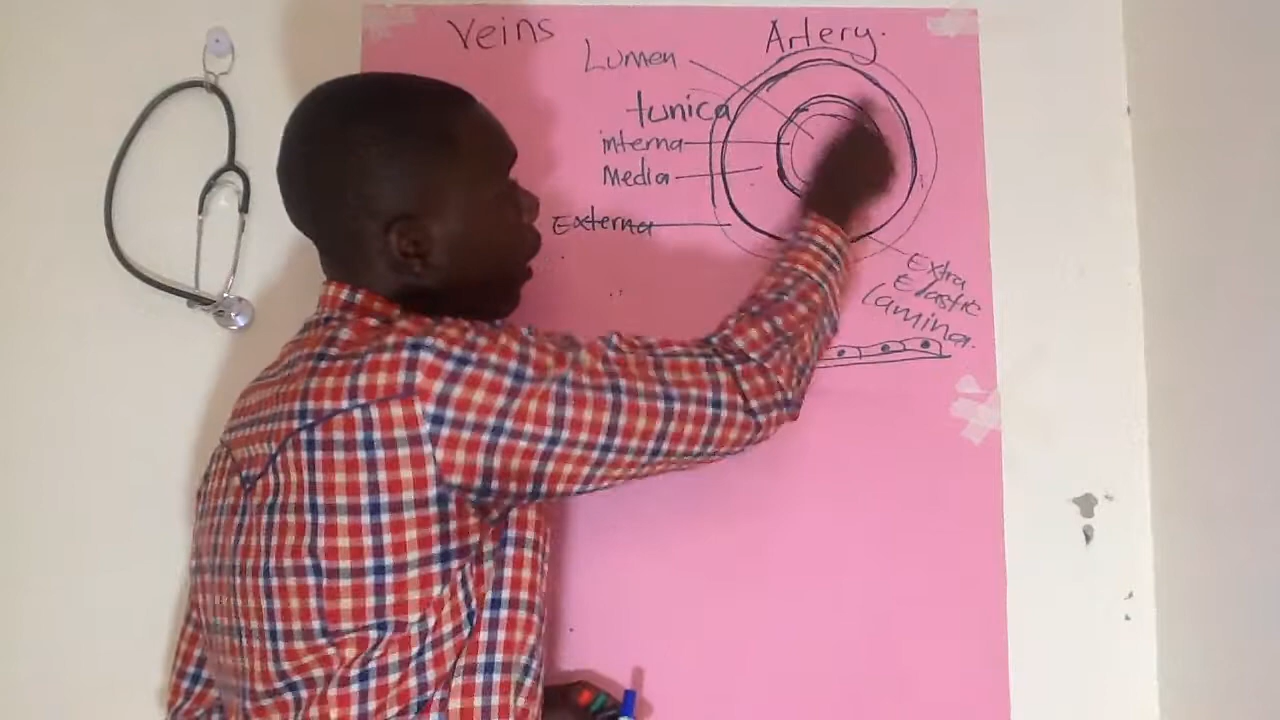 Veins
Artery.
Lumen
tunica
interna
Media
Externa
Extra
Elastic
Lamina.